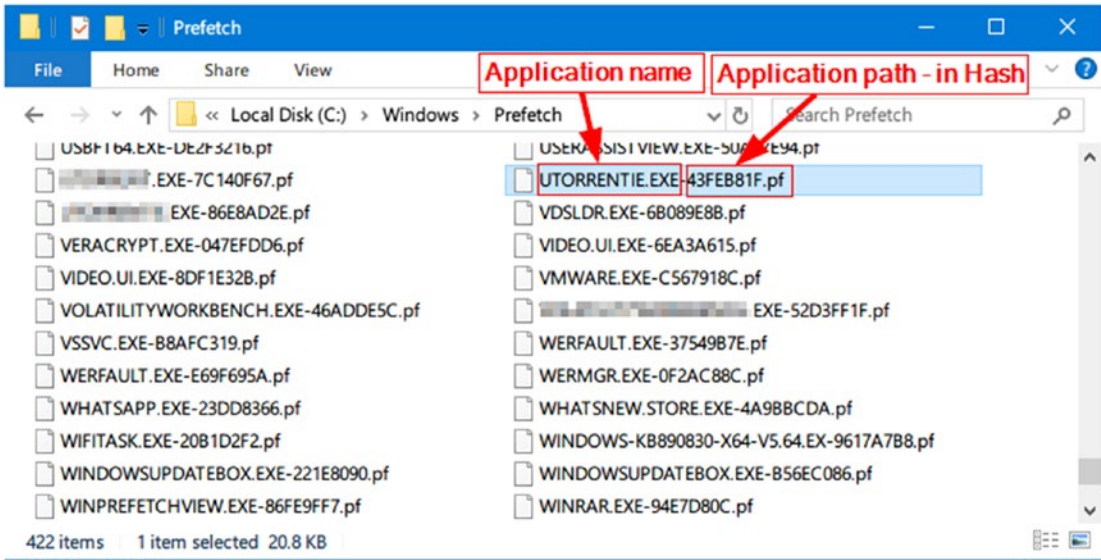 Prefetch
File Home Share View
Application name
Application path - in Hash
« Local Disk (C:) › Windows › Prefetch
Search Prefetch
USBFT64.EXE-DE2F3216.pf
.EXE-7C140F67.pf
EXE-86E8AD2E.pf
VERACRYPT.EXE-047EFDD6.pf
VIDEO.UI.EXE-8DF1E32B.pf
VOLATILITYWORKBENCH.EXE-46ADDE5C.pf
VSSVC.EXE-B8AFC319.pf
WERFAULT.EXE-E69F695A.pf
WHATSAPP.EXE-23DD8366.pf
WIFITASK.EXE-20B1D2F2.pf
WINDOWSUPDATEBOX.EXE-221E8090.pf
WINPREFETCHVIEW.EXE-86FE9FF7.pf
UTORRENTIE.EXE-43FEB81F.pf
VDSLDR.EXE-6B089E8B.pf
VIDEO.UI.EXE-6EA3A615.pf
VMWARE.EXE-C567918C.pf
EXE-52D3FF1F.pf
WERFAULT.EXE-37549B7E.pf
WERMGR.EXE-0F2AC88C.pf
WHATSNEW.STORE.EXE-4A9BBCDA.pf
WINDOWS-KB890830-X64-V5.64.EX-9617A7B8.pf
WINDOWSUPDATEBOX.EXE-B56EC086.pf
WINRAR.EXE-94E7D80C.pf
422 items 1 item selected 20.8 KB